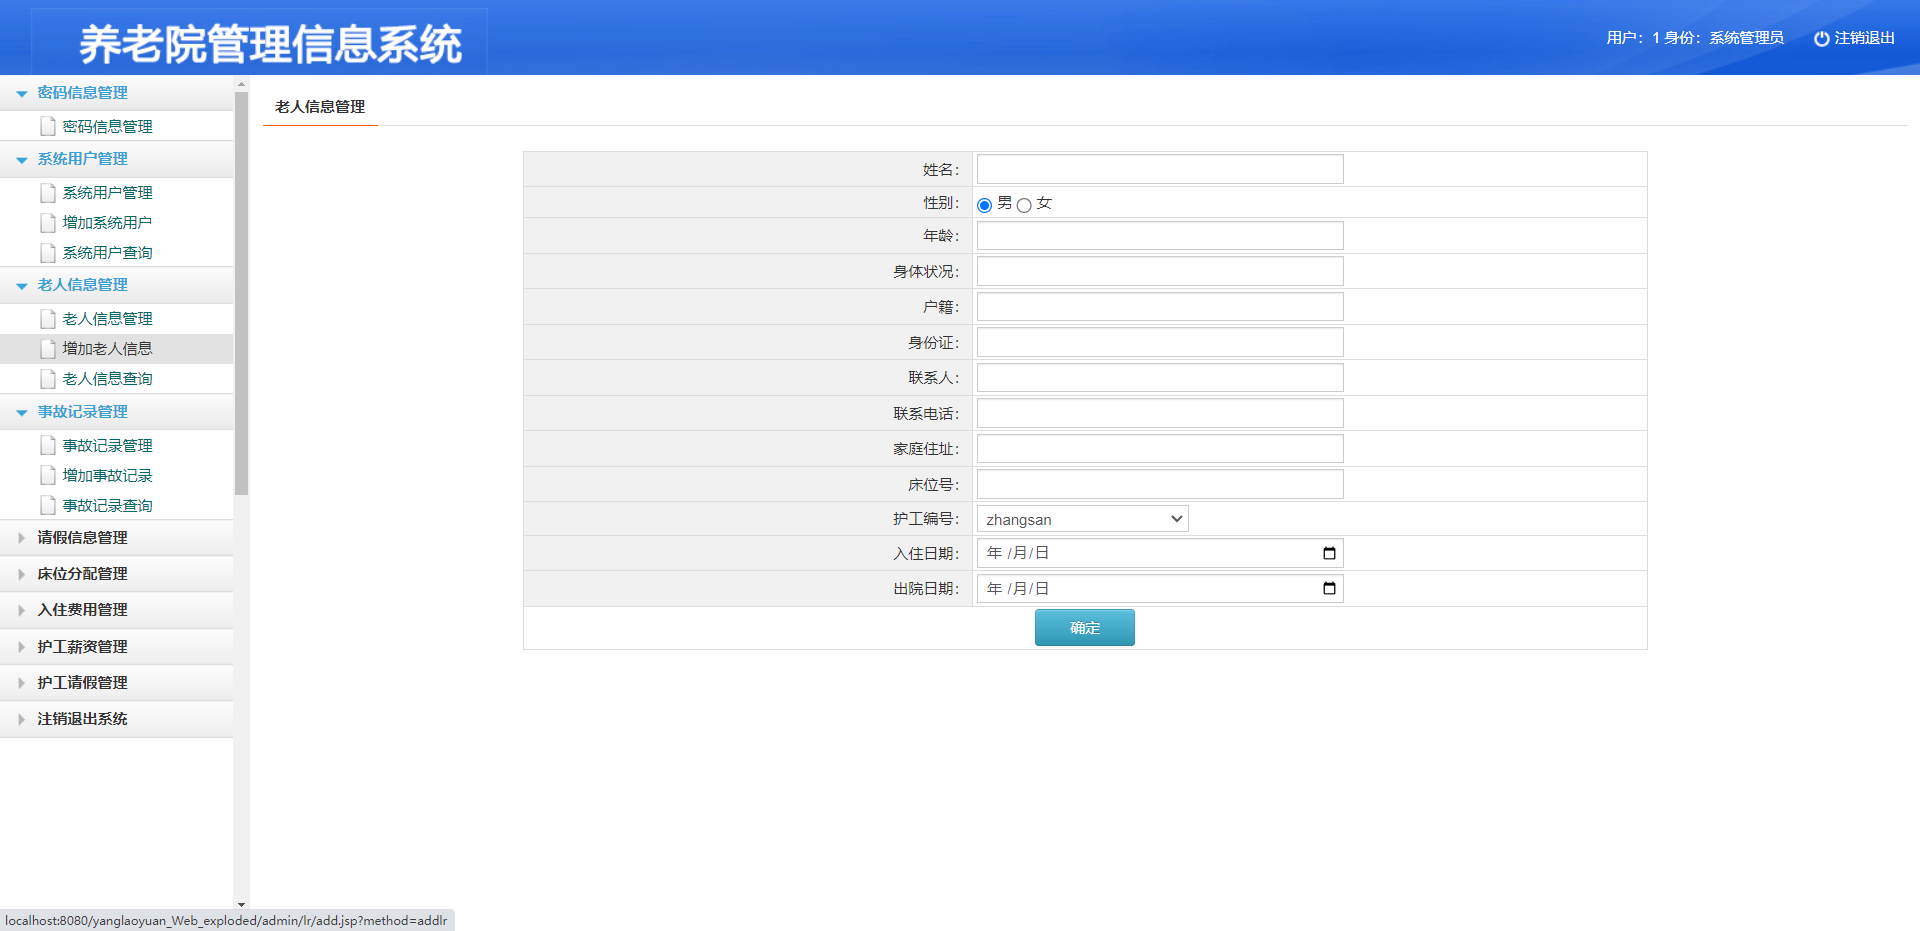 养老院管理信息系统
用户：1 身份：系统管理员
注销退出
密码信息管理
密码信息管理
系统用户管理
系统用户管理
增加系统用户
系统用户查询
老人信息管理
老人信息管理
增加老人信息
老人信息查询
事故记录管理
事故记录管理
增加事故记录
事故记录查询
请假信息管理
床位分配管理
入住费用管理
护工薪资管理
护工请假管理
注销退出系统
老人信息管理
姓名：
性别： 男 女
年龄：
身体状况：
户籍：
身份证：
联系人：
联系电话：
家庭住址：
床位号：
护工编号： zhangsan
入住日期： 年 /月/日
出院日期： 年 /月/日
确定
localhost:8080/yanglaoyuan_Web_exploded/admin/lr/add.jsp?method=addlr